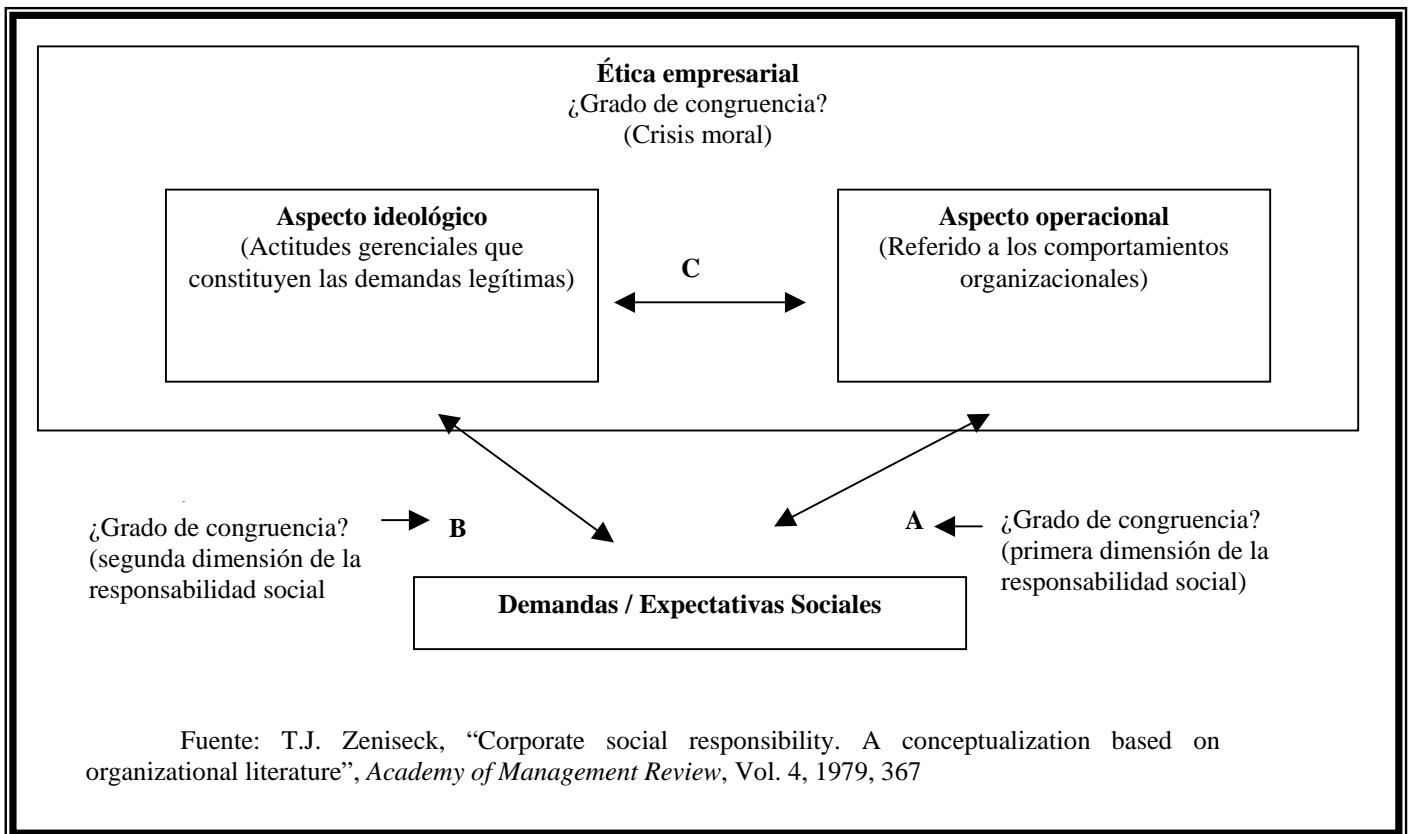 Ética empresarial
¿Grado de congruencia?
(Crisis moral)
Aspecto ideológico
(Actitudes gerenciales que
constituyen las demandas legítimas)
C
Aspecto operacional
(Referido a los comportamientos
organizacionales)
¿Grado de congruencia?
(segunda dimensión de la
responsabilidad social
B
A
¿Grado de congruencia?
(primera dimensión de la
responsabilidad social)
Demandas / Expectativas Sociales
Fuente: T.J. Zeniseck, “Corporate social responsibility. A conceptualization based on
organizational literature”, Academy of Management Review, Vol. 4, 1979, 367